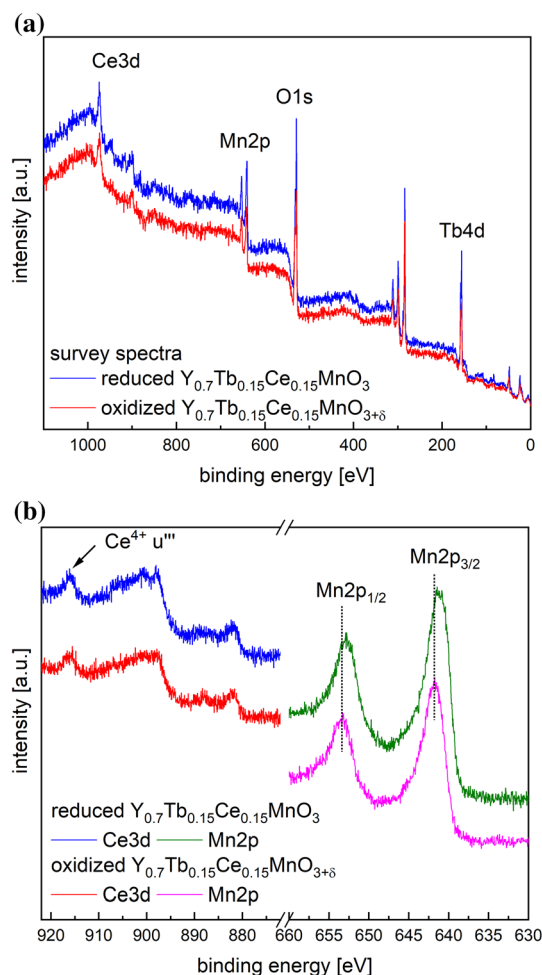 (a)
Ce3d
O1s
Mn2p
Tb4d
intensity [a.u.]
survey spectra
reduced Y0.7Tb0.15Ce0.15MnO3
oxidized Y0.7Tb0.15Ce0.15MnO3+δ
1000 800 600 400 200 0
binding energy [eV]
(b)
Ce4+ u'''
Mn2p3/2
Mn2p1/2
intensity [a.u.]
reduced Y0.7Tb0.15Ce0.15MnO3
Ce3d Mn2p
oxidized Y0.7Tb0.15Ce0.15MnO3+δ
Ce3d Mn2p
920 910 900 890 880 660 655 650 645 640 635 630
binding energy [eV]